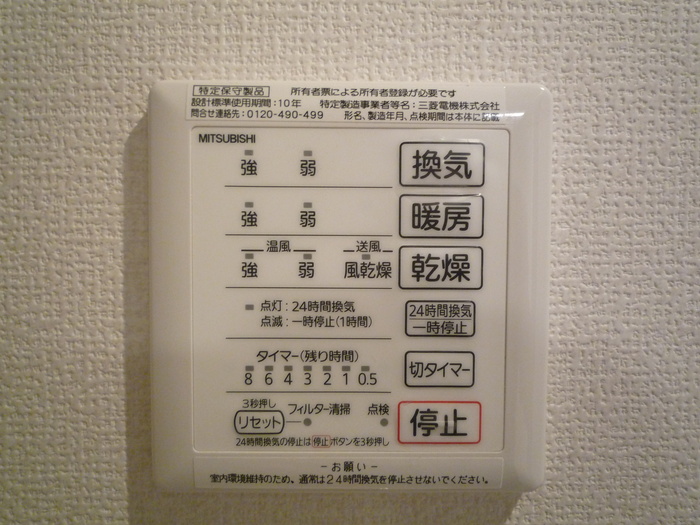 特定保守製品 所有者票による所有者登録が必要です
設計標準使用期間:10年 特定製造事業者等名:三菱電機株式会社
問合せ連絡先:0120-490-499 形名、製造年月、点検期間は本体に記載
MITSUBISHI
強 弱 換気
強 弱 暖房
温風 送風
強 弱 風乾燥 乾燥
点灯:24時間換気
点滅:一時停止(1時間)
24時間換気
一時停止
タイマー(残り時間)
8 6 4 3 2 1 0.5
切タイマー
3秒押し
リセット フィルター清掃 点検
停止
24時間換気の停止は停止ボタンを3秒押し
-お願い-
室内環境維持のため、通常は24時間換気を停止させないでください。